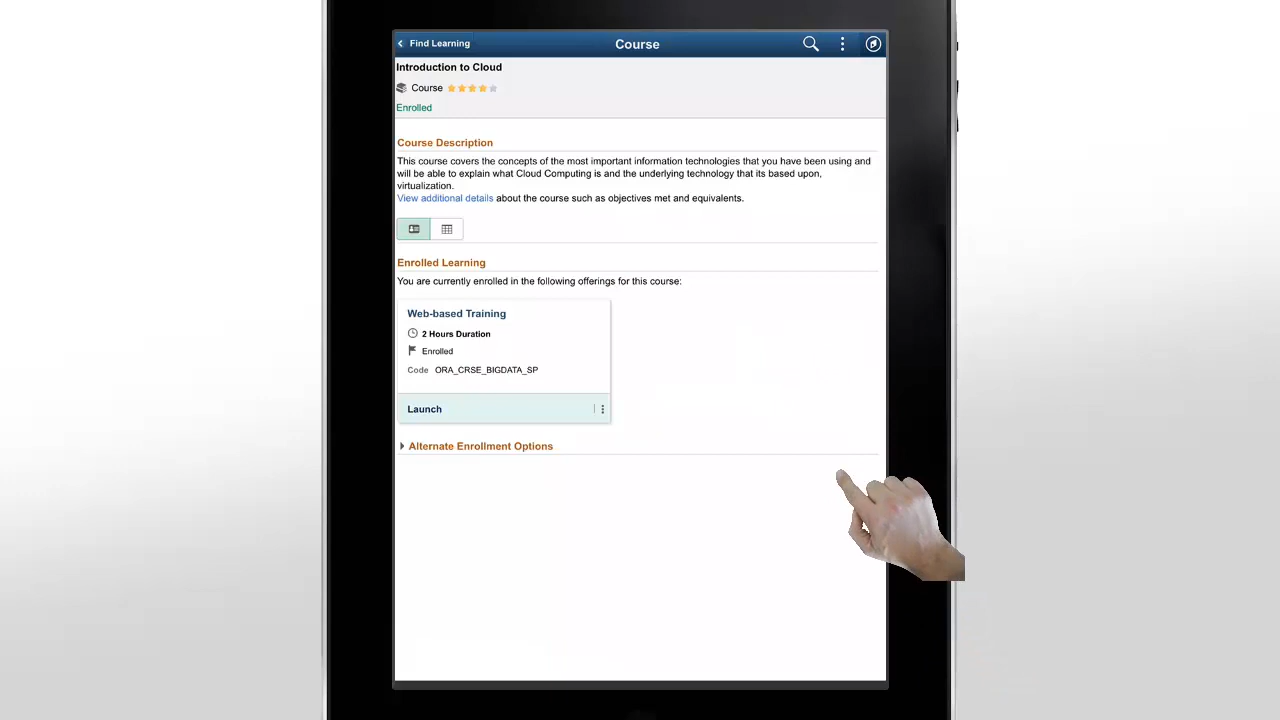 Find Learning
Course
Introduction to Cloud
Course
Enrolled
Course Description
This course covers the concepts of the most important information technologies that you have been using and
will be able to explain what Cloud Computing is and the underlying technology that its based upon,
virtualization.
View additional details about the course such as objectives met and equivalents.
Enrolled Learning
You are currently enrolled in the following offerings for this course:
Web-based Training
2 Hours Duration
Enrolled
Code ORA_CRSE_BIGDATA_SP
Launch
Alternate Enrollment Options